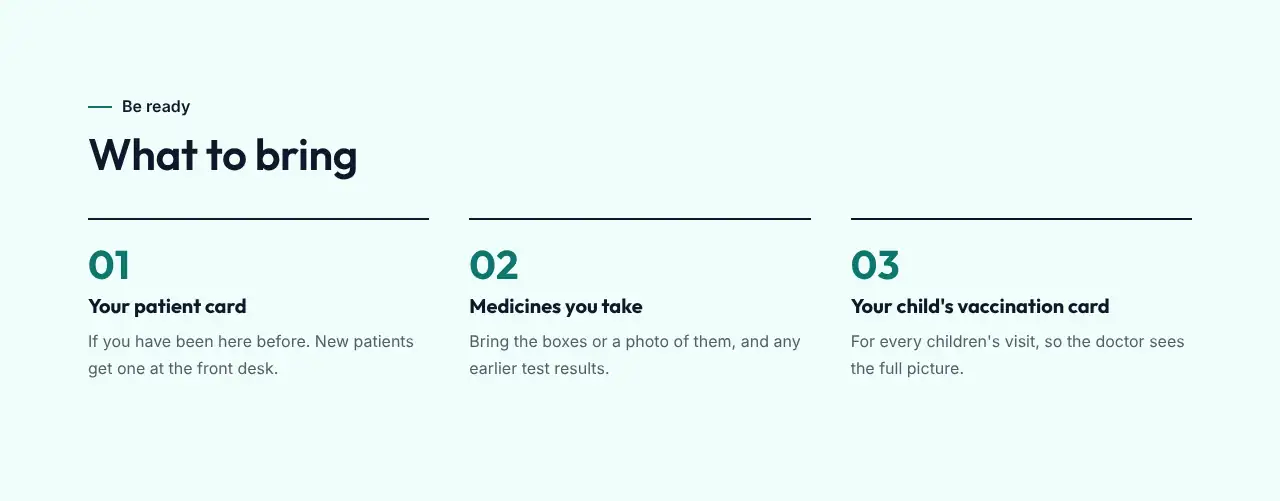 Be ready
What to bring
01
Your patient card
If you have been here before. New patients
get one at the front desk.
02
Medicines you take
Bring the boxes or a photo of them, and any
earlier test results.
03
Your child's vaccination card
For every children's visit, so the doctor sees
the full picture.